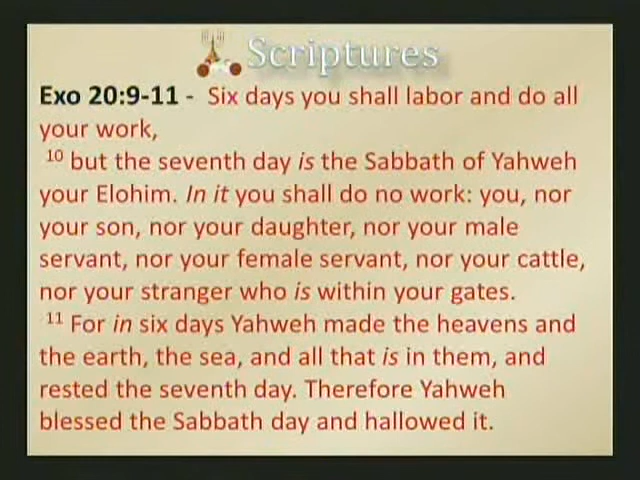 Scriptures
Exo 20:9-11 - Six days you shall labor and do all
your work,
10 but the seventh day is the Sabbath of Yahweh
your Elohim. In it you shall do no work: you, nor
your son, nor your daughter, nor your male
servant, nor your female servant, nor your cattle,
nor your stranger who is within your gates.
11 For in six days Yahweh made the heavens and
the earth, the sea, and all that is in them, and
rested the seventh day. Therefore Yahweh
blessed the Sabbath day and hallowed it.